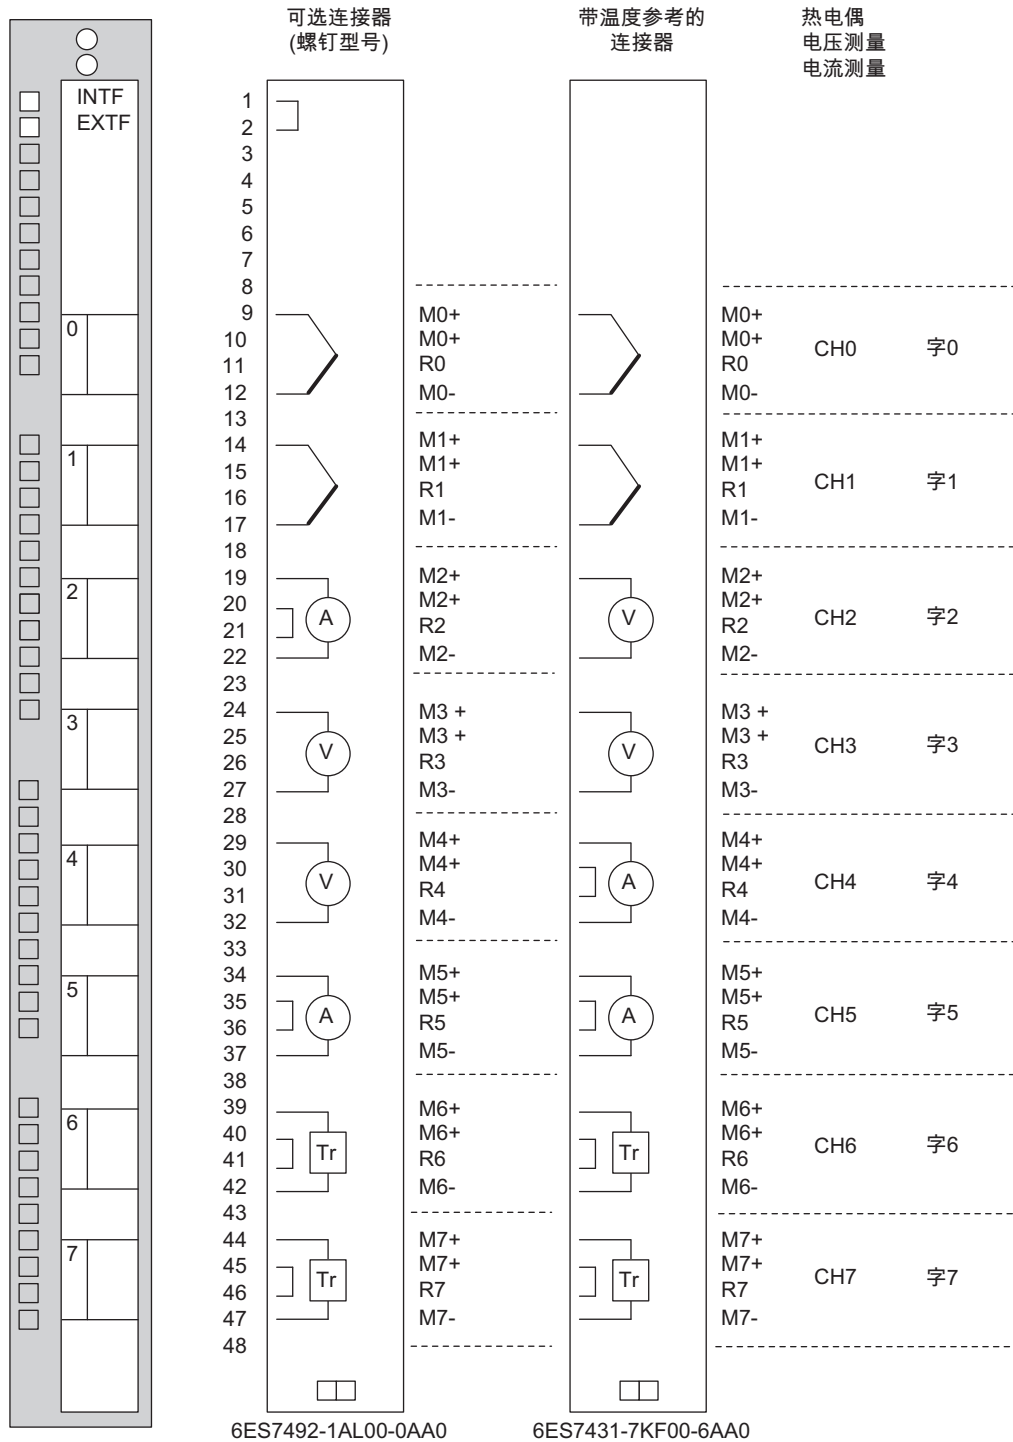 可选连接器
(螺钉型号)
带温度参考的
连接器
热电偶
电压测量
电流测量
INTF
EXTF
1
2
3
4
5
6
7
8
9 M0+ M0+
0 10 M0+ M0+ CH0 字0
11 R0 R0
12 M0- M0-
13
14 M1+ M1+
1 15 M1+ M1+ CH1 字1
16 R1 R1
17 M1- M1-
18
19 M2+ M2+
2 20 A M2+ V M2+ CH2 字2
21 R2 R2
22 M2- M2-
23
24 M3 + M3 +
3 25 V M3 + V M3 + CH3 字3
26 R3 R3
27 M3- M3-
28
29 M4+ M4+
4 30 V M4+ A M4+ CH4 字4
31 R4 R4
32 M4- M4-
33
34 M5+ M5+
5 35 A M5+ A M5+ CH5 字5
36 R5 R5
37 M5- M5-
38
39 M6+ M6+
6 40 Tr M6+ Tr M6+ CH6 字6
41 R6 R6
42 M6- M6-
43
44 M7+ M7+
7 45 Tr M7+ Tr M7+ CH7 字7
46 R7 R7
47 M7- M7-
48
6ES7492-1AL00-0AA0 6ES7431-7KF00-6AA0